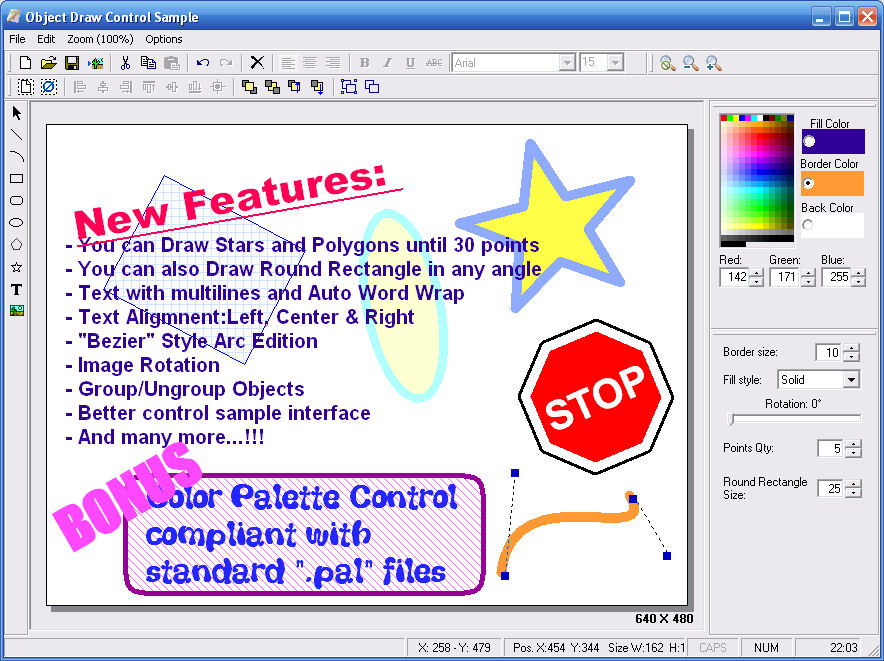 Object Draw Control Sample
File Edit Zoom (100%) Options
B I U ABC Arial 15
Fill Color
Border Color
Back Color
Red: Green: Blue:
142 171 255
Border size: 10
Fill style: Solid
Rotation: 0°
Points Qty: 5
Round Rectangle
Size: 25
T
New Features:
- You can Draw Stars and Polygons until 30 points
- You can also Draw Round Rectangle in any angle
- Text with multilines and Auto Word Wrap
- Text Aligmnent:Left, Center & Right
- "Bezier" Style Arc Edition
- Image Rotation
- Group/Ungroup Objects
- Better control sample interface
- And many more...!!!
STOP
BONUS
Color Palette Control
compliant with
standard ".pal" files
640 X 480
X: 258 - Y: 479 Pos. X:454 Y:344 Size W:162 H:1 CAPS NUM 22:03